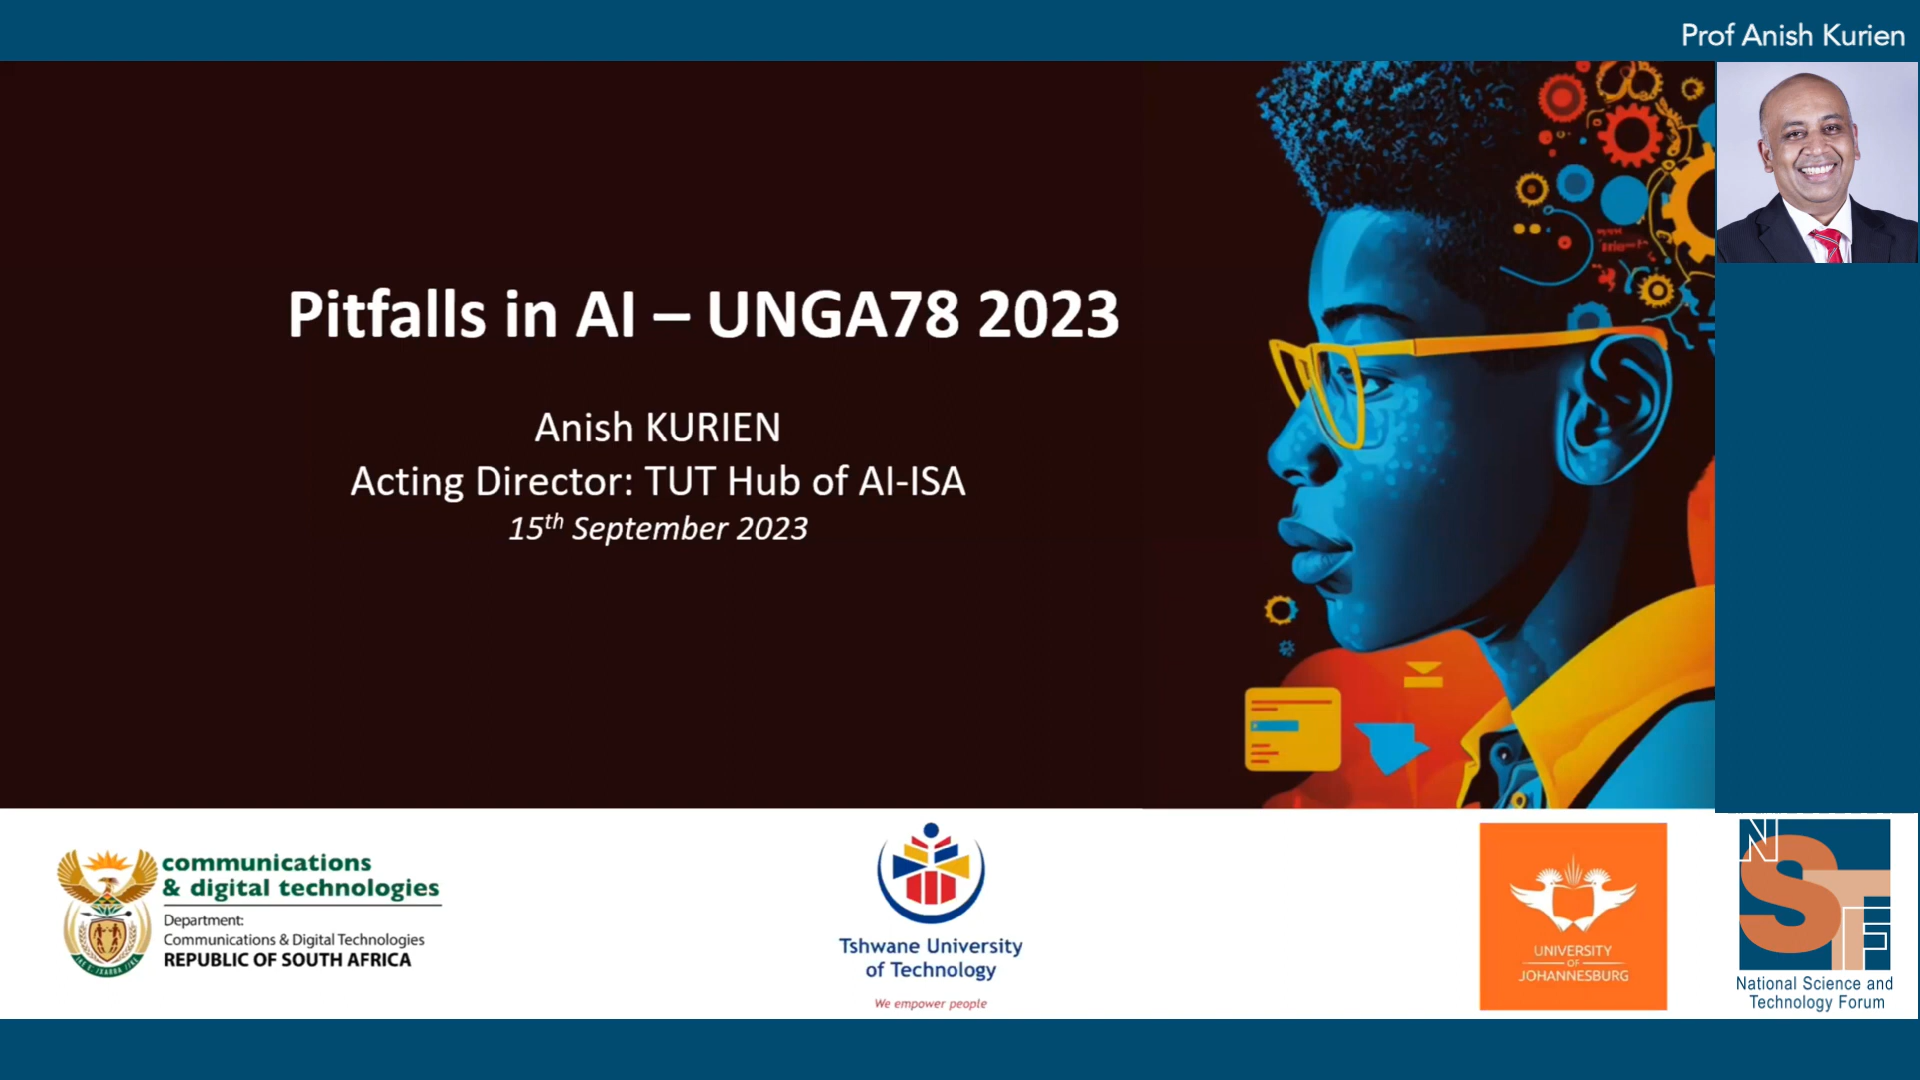 Prof Anish Kurien
Pitfalls in AI – UNGA78 2023
Anish KURIEN
Acting Director: TUT Hub of AI-ISA
15th September 2023
communications
& digital technologies
Department:
Communications & Digital Technologies
REPUBLIC OF SOUTH AFRICA
Tshwane University
of Technology
We empower people
UNIVERSITY
OF
JOHANNESBURG
NSTF
National Science and
Technology Forum